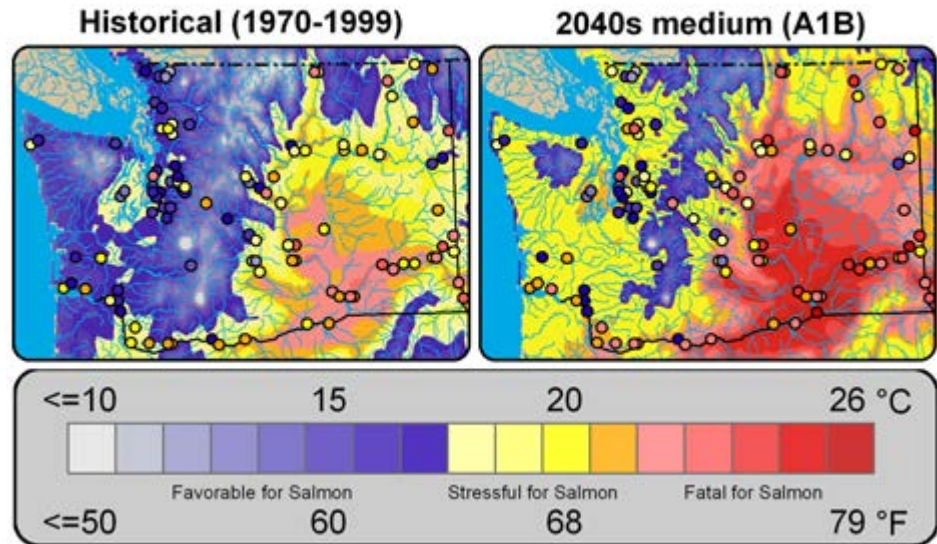 Historical (1970-1999) 2040s medium (A1B)
<=10 15 20 26 °C
Favorable for Salmon Stressful for Salmon Fatal for Salmon
<=50 60 68 79 °F